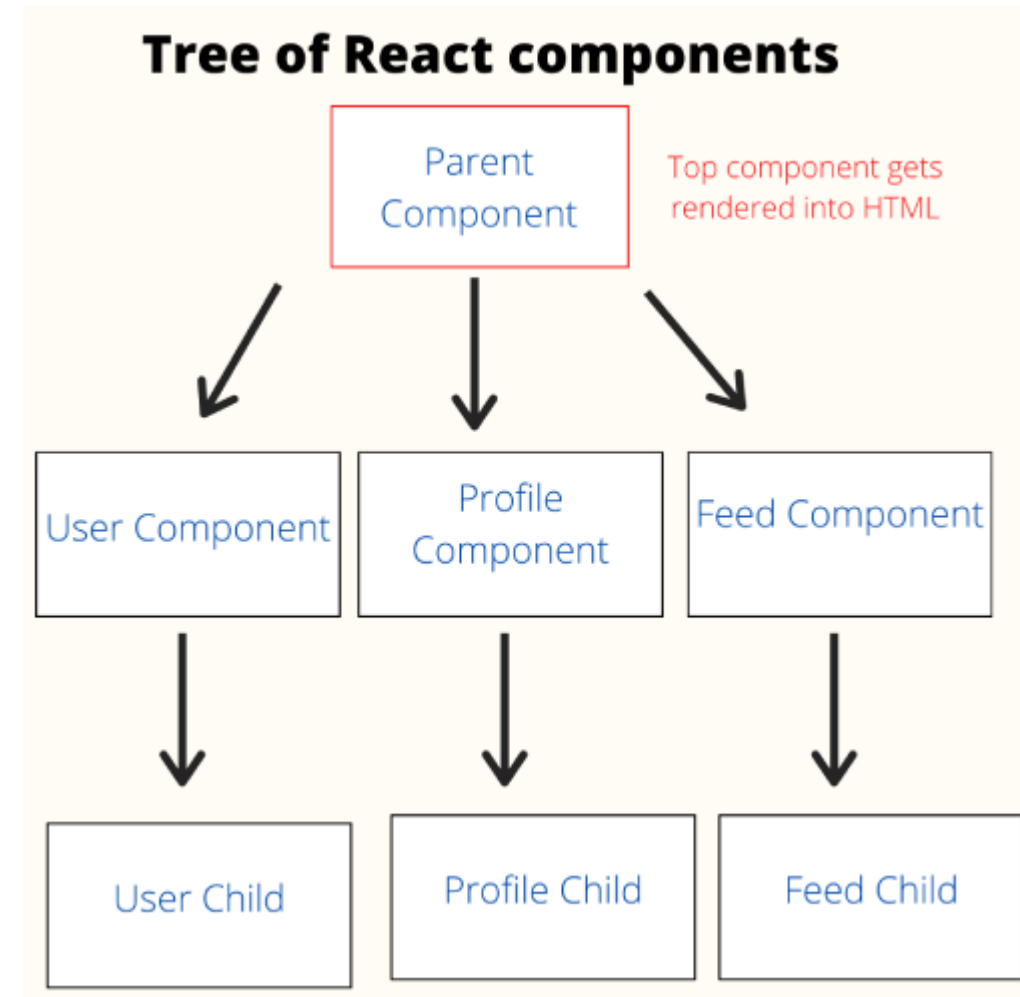 Tree of React components
Parent
Component
Top component gets
rendered into HTML
User Component
Profile
Component
Feed Component
User Child
Profile Child
Feed Child